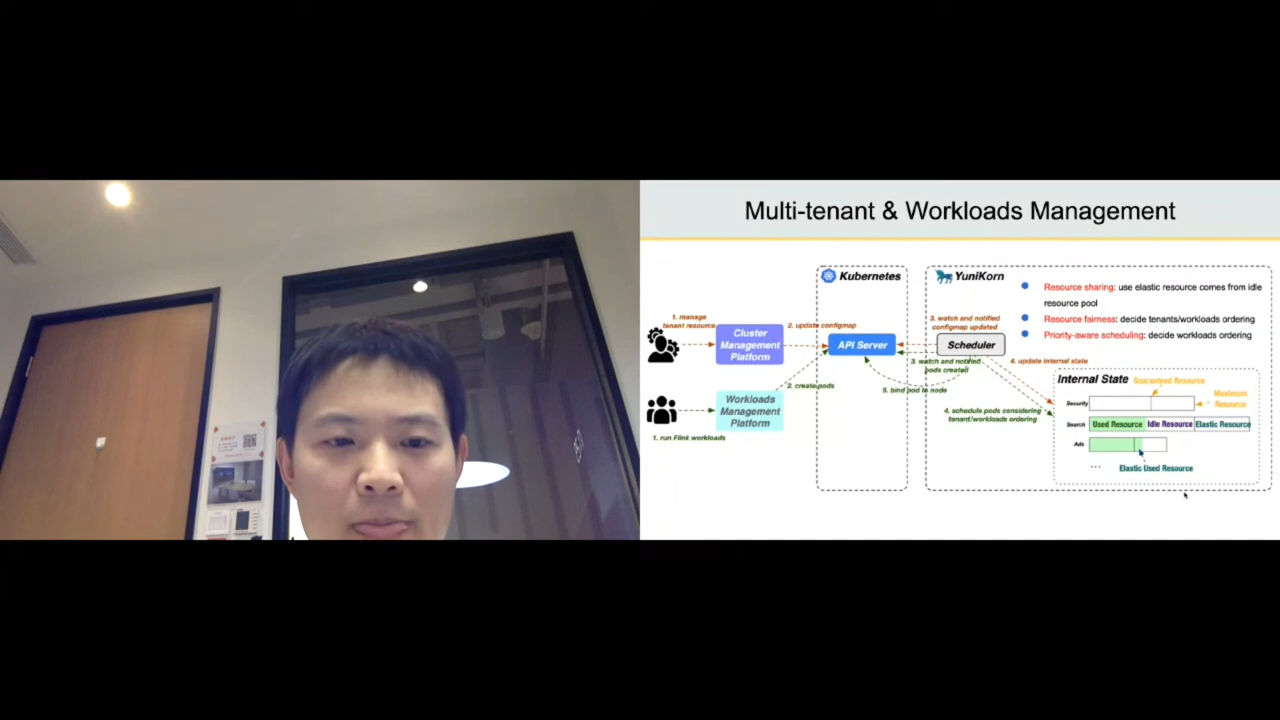 Multi-tenant & Workloads Management
Kubernetes
YuniKorn
Resource sharing: use elastic resource comes from idle
resource pool
Resource fairness: decide tenants/workloads ordering
Priority-aware scheduling: decide workloads ordering
1. manage
tenant resource
Cluster
Management
Platform
2. update configmap
API Server
3. watch and notified
configmap updated
Scheduler
3. watch and notified
pods created
4. update internal state
2. create pods
5. bind pod to node
Workloads
Management
Platform
1. run Flink workloads
4. schedule pods considering
tenant/workloads ordering
Internal State
Guaranteed Resource
Maximum
Resource
Security
Search
Used Resource
Idle Resource
Elastic Resource
Ads
...
Elastic Used Resource